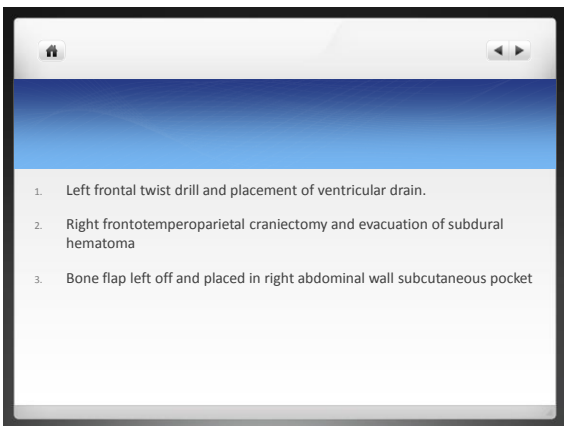 1. Left frontal twist drill and placement of ventricular drain.
2. Right frontotemperoparietal craniectomy and evacuation of subdural
hematoma
3. Bone flap left off and placed in right abdominal wall subcutaneous pocket